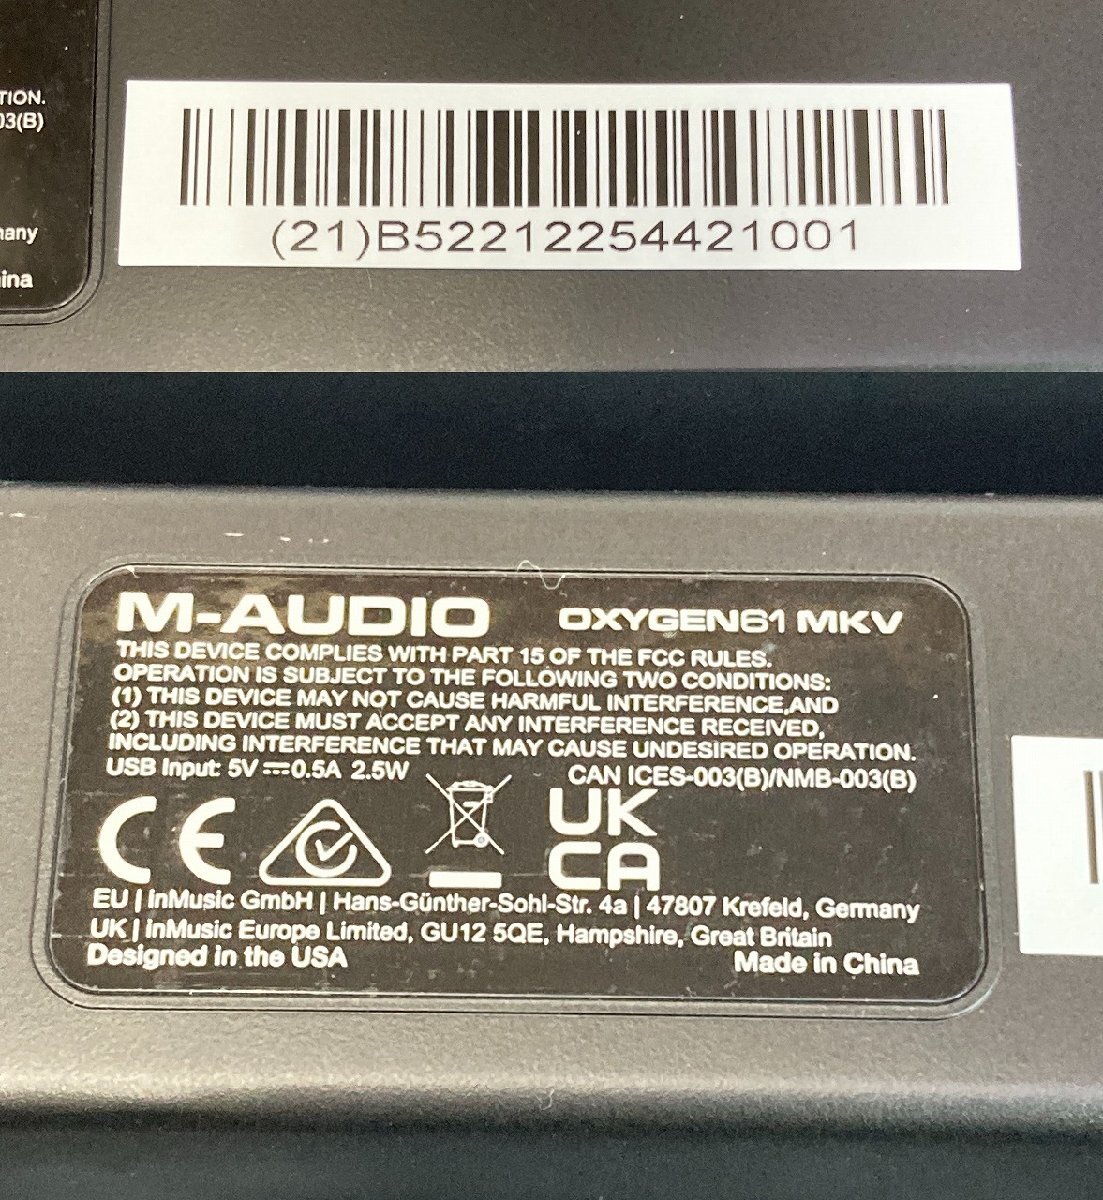 TION.
03(B)
(21)B52212254421001
many
ina
M-AUDIO OXYGEN61 MKV
THIS DEVICE COMPLIES WITH PART 15 OF THE FCC RULES.
OPERATION IS SUBJECT TO THE FOLLOWING TWO CONDITIONS:
(1) THIS DEVICE MAY NOT CAUSE HARMFUL INTERFERENCE,AND
(2) THIS DEVICE MUST ACCEPT ANY INTERFERENCE RECEIVED,
INCLUDING INTERFERENCE THAT MAY CAUSE UNDESIRED OPERATION.
USB Input: 5V⎓0.5A 2.5W CAN ICES-003(B)/NMB-003(B)
CE
UK
CA
EU | inMusic GmbH | Hans-Günther-Sohl-Str. 4a | 47807 Krefeld, Germany
UK | inMusic Europe Limited, GU12 5QE, Hampshire, Great Britain
Designed in the USA Made in China